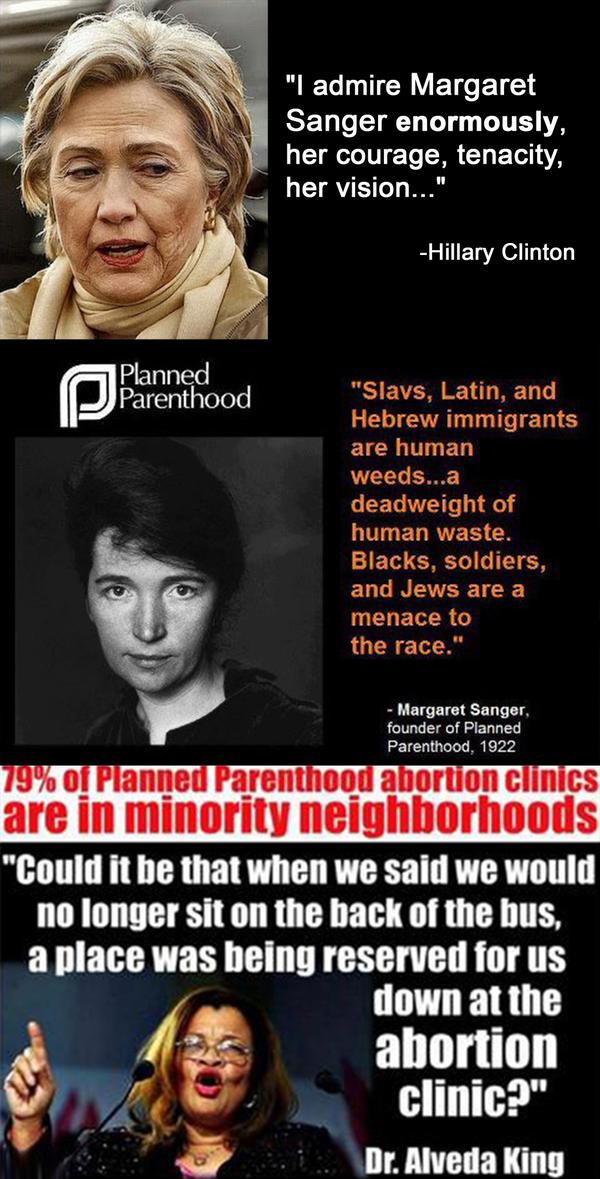 "I admire Margaret
Sanger enormously,
her courage, tenacity,
her vision..."
-Hillary Clinton
Planned
Parenthood
"Slavs, Latin, and
Hebrew immigrants
are human
weeds...a
deadweight of
human waste.
Blacks, soldiers,
and Jews are a
menace to
the race."
- Margaret Sanger,
founder of Planned
Parenthood, 1922
79% of Planned Parenthood abortion clinics
are in minority neighborhoods
"Could it be that when we said we would
no longer sit on the back of the bus,
a place was being reserved for us
down at the
abortion
clinic?"
Dr. Alveda King